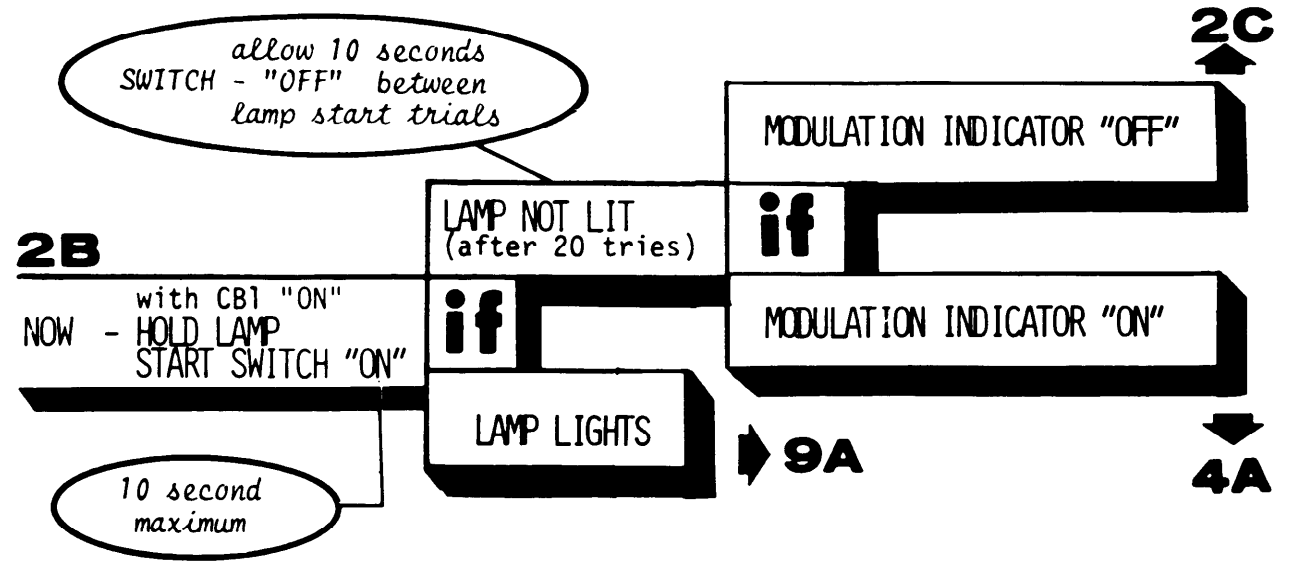 2C
allow 10 seconds
SWITCH - "OFF" between
lamp start trials
MODULATION INDICATOR "OFF"
LAMP NOT LIT
(after 20 tries)
if
2B
with CB1 "ON"
NOW - HOLD LAMP
START SWITCH "ON"
if
MODULATION INDICATOR "ON"
LAMP LIGHTS
9A
4A
10 second
maximum